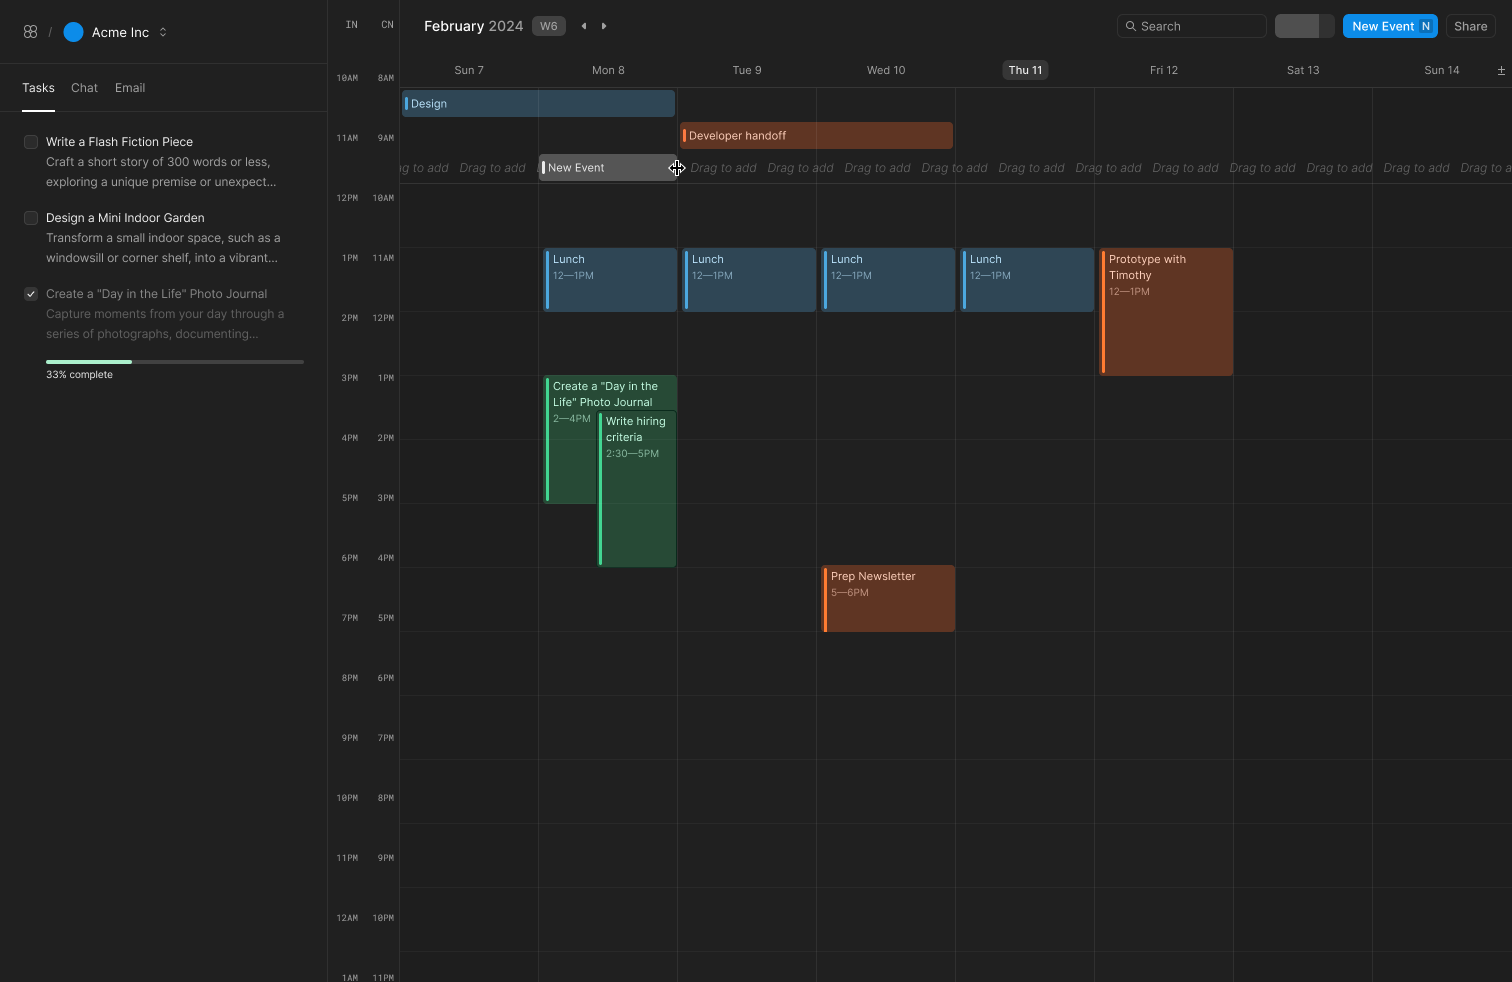 / Acme Inc
Tasks Chat Email
Write a Flash Fiction Piece
Craft a short story of 300 words or less,
exploring a unique premise or unexpect...
Design a Mini Indoor Garden
Transform a small indoor space, such as a
windowsill or corner shelf, into a vibrant...
Create a "Day in the Life" Photo Journal
Capture moments from your day through a
series of photographs, documenting...
33% complete
IN CN
10AM 8AM
11AM 9AM
12PM 10AM
1PM 11AM
2PM 12PM
3PM 1PM
4PM 2PM
5PM 3PM
6PM 4PM
7PM 5PM
8PM 6PM
9PM 7PM
10PM 8PM
11PM 9PM
12AM 10PM
1AM 11PM
February 2024 W6
Search
New Event N
Share
Sun 7 Mon 8 Tue 9 Wed 10 Thu 11 Fri 12 Sat 13 Sun 14 ±
Design
Developer handoff
ag to add Drag to add New Event Drag to add Drag to add Drag to add Drag to add Drag to add Drag to add Drag to add Drag to add Drag to add Drag to add Drag to a
Lunch
12—1PM
Lunch
12—1PM
Lunch
12—1PM
Lunch
12—1PM
Prototype with
Timothy
12—1PM
Create a "Day in the
Life" Photo Journal
2—4PM
Write hiring
criteria
2:30—5PM
Prep Newsletter
5—6PM